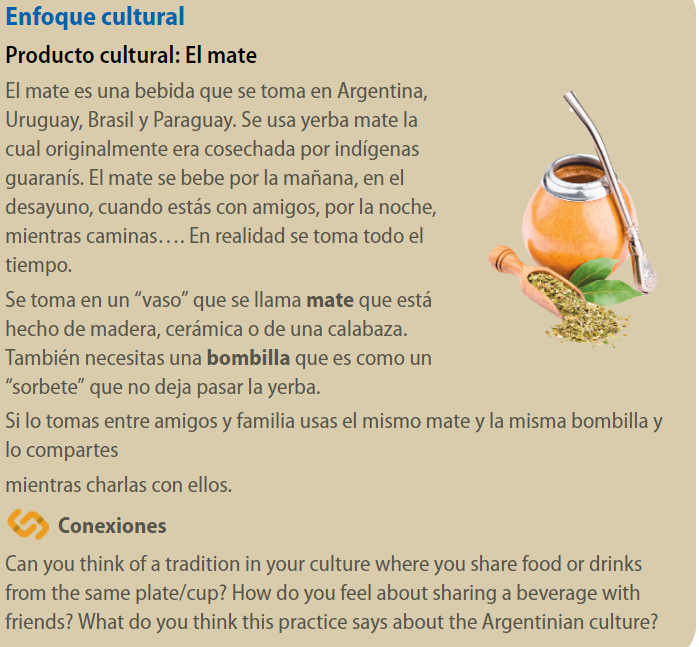 Enfoque cultural
Producto cultural: El mate
El mate es una bebida que se toma en Argentina,
Uruguay, Brasil y Paraguay. Se usa yerba mate la
cual originalmente era cosechada por indígenas
guaranís. El mate se bebe por la mañana, en el
desayuno, cuando estás con amigos, por la noche,
mientras caminas…. En realidad se toma todo el
tiempo.
Se toma en un “vaso” que se llama mate que está
hecho de madera, cerámica o de una calabaza.
También necesitas una bombilla que es como un
“sorbete” que no deja pasar la yerba.
Si lo tomas entre amigos y familia usas el mismo mate y la misma bombilla y
lo compartes
mientras charlas con ellos.
Conexiones
Can you think of a tradition in your culture where you share food or drinks
from the same plate/cup? How do you feel about sharing a beverage with
friends? What do you think this practice says about the Argentinian culture?